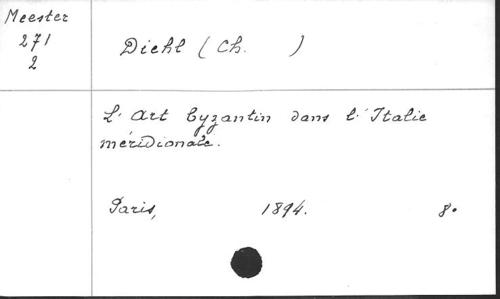 Meester
271
2
Diehl (Ch. )
L'Art byzantin dans l'Italie
méridionale.
Paris, 1894. 8°